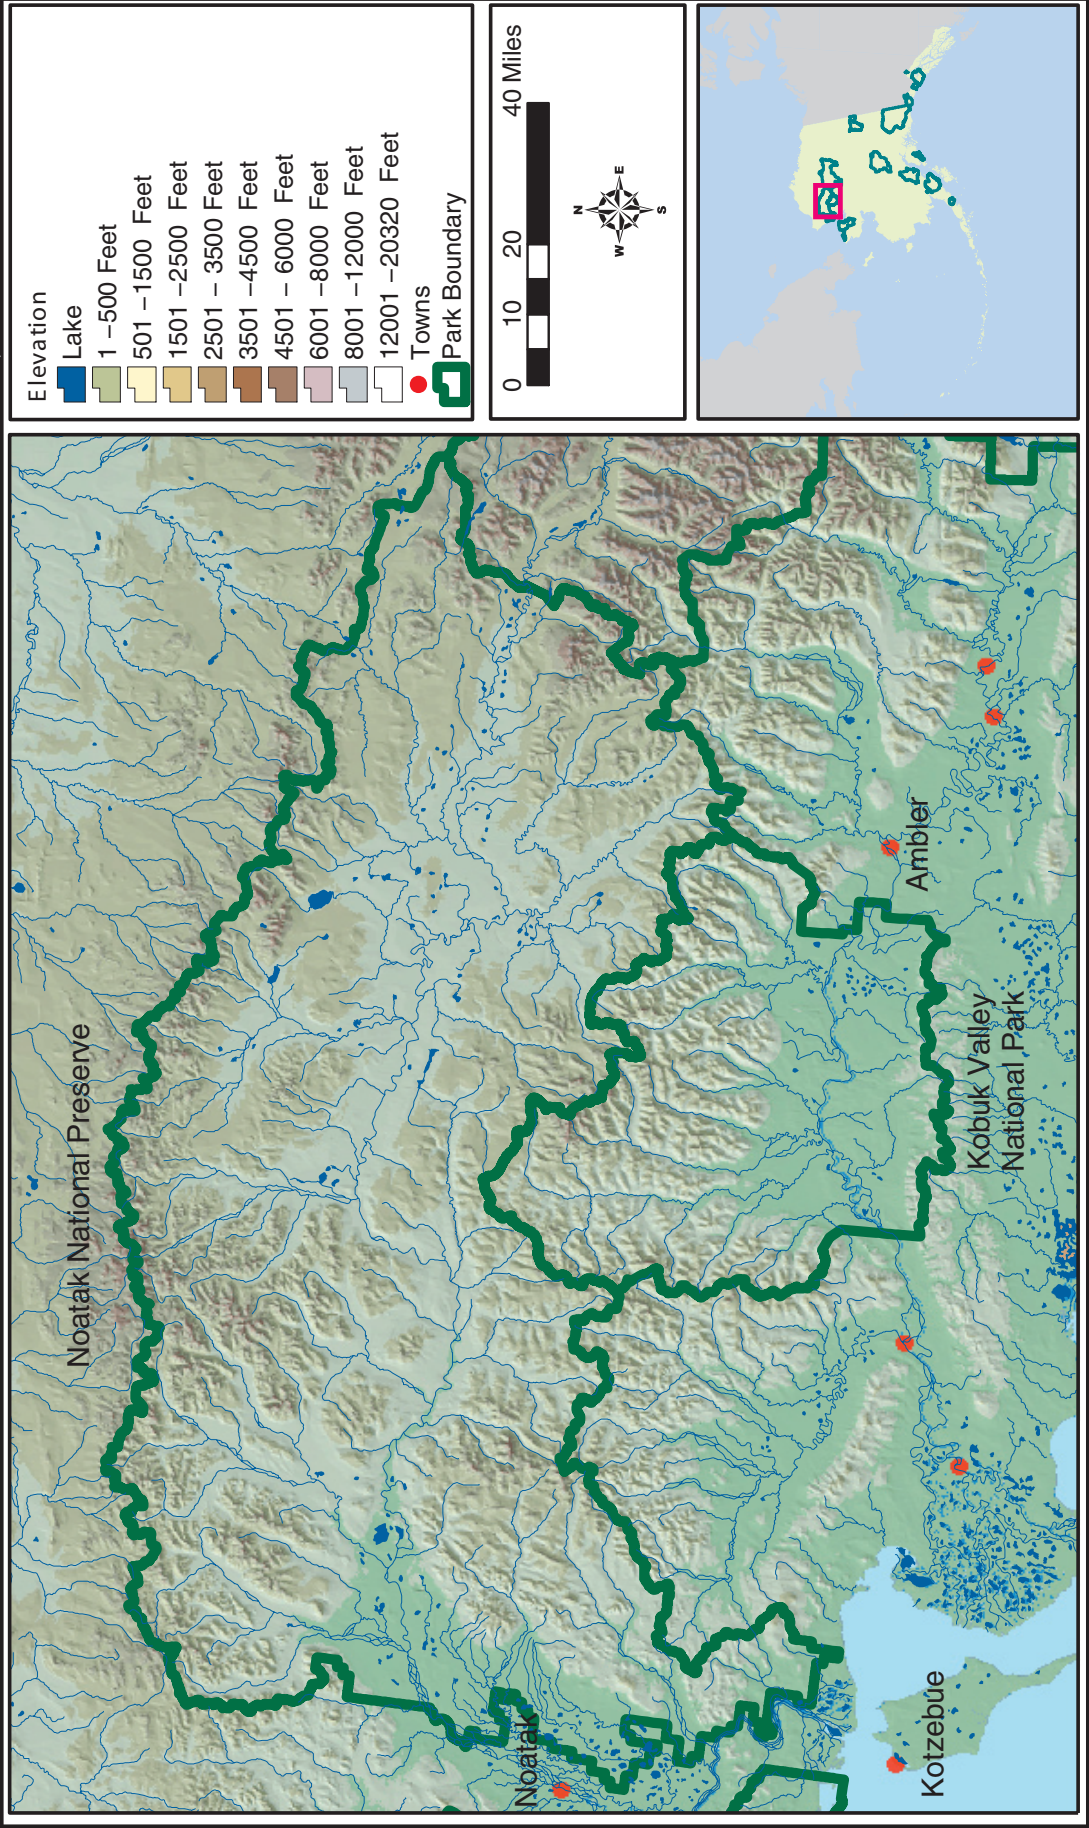 Noatak National Preserve
Noatak
Kotzebue
Ambler
Kobuk Valley
National Park
Elevation
Lake
1 –500 Feet
501 –1500 Feet
1501 –2500 Feet
2501 – 3500 Feet
3501 –4500 Feet
4501 – 6000 Feet
6001 –8000 Feet
8001 –12000 Feet
12001 –20320 Feet
Towns
Park Boundary
0 10 20 40 Miles
N
W E
S